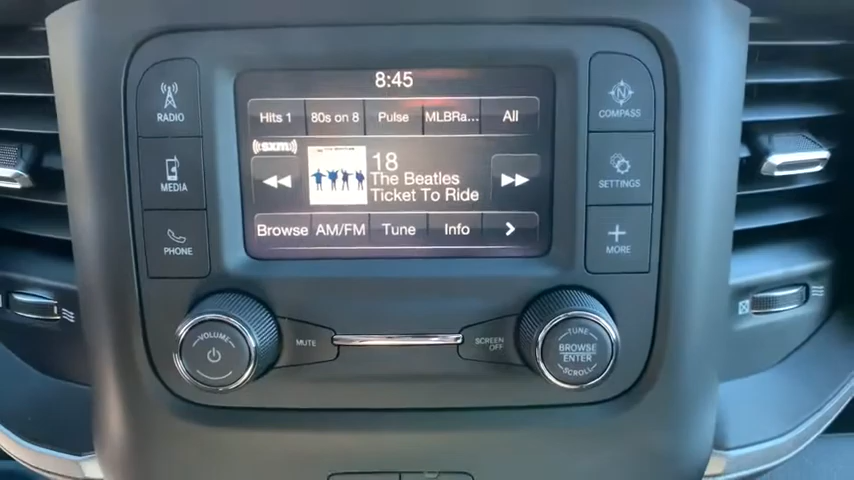 8:45
Hits 1 80s on 8 Pulse MLBRa... All
((sxm))
18
The Beatles
Ticket To Ride
Browse AM/FM Tune Info
RADIO
MEDIA
PHONE
N
COMPASS
SETTINGS
MORE
VOLUME
MUTE
SCREEN
OFF
TUNE
BROWSE
ENTER
SCROLL